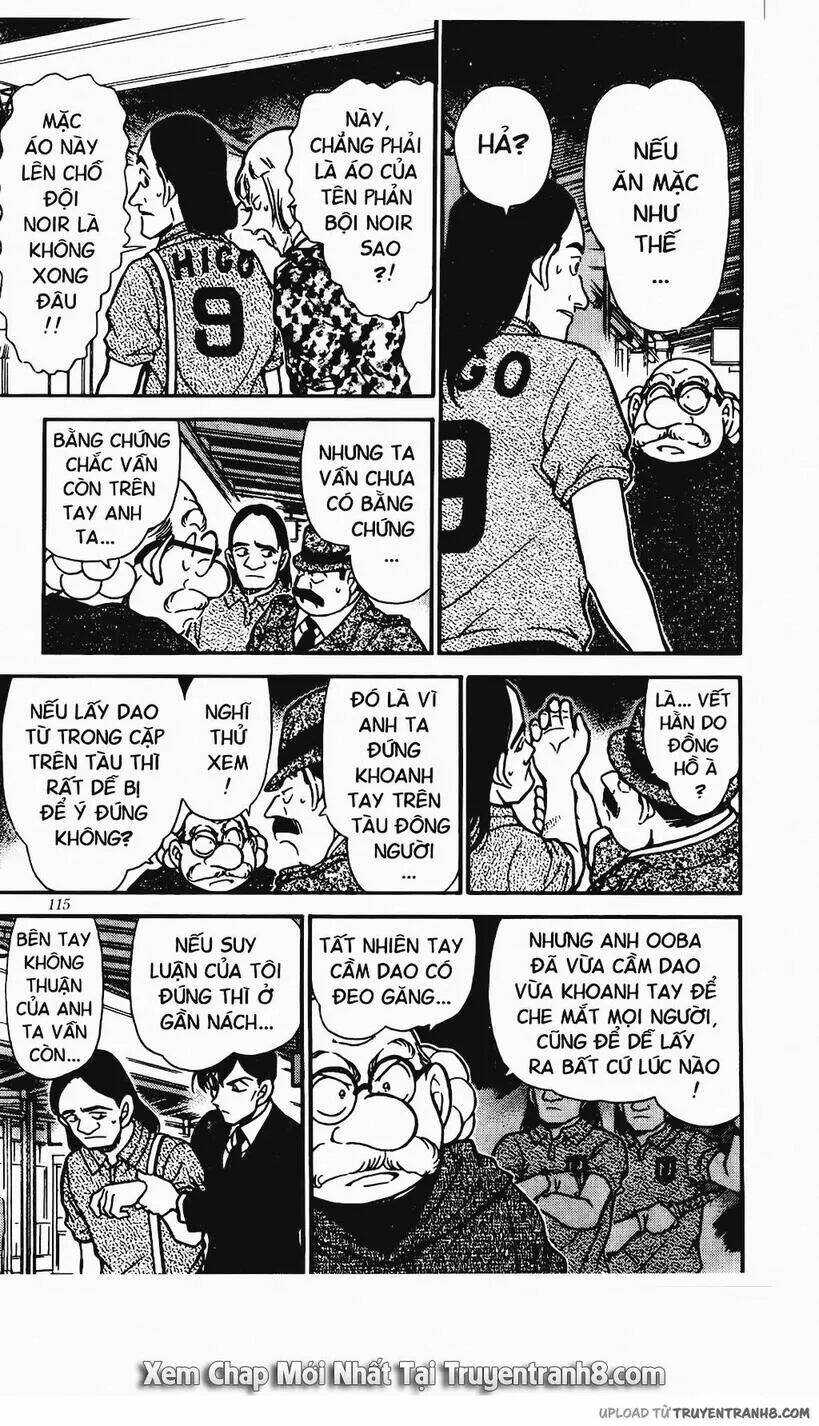 NẾU
ĂN MẶC
NHƯ
THẾ
...
HẢ?
GO
9
NÀY,
CHẲNG PHẢI
LÀ ÁO CỦA
TÊN PHẢN
BỘI NOIR
SAO
?!
MẶC
ÁO NÀY
LÊN CHỖ
ĐỘI
NOIR LÀ
KHÔNG
XONG
ĐÂU
!!
HIGO
9
NHƯNG TA
VẪN CHƯA
CÓ BẰNG
CHỨNG
...
BẰNG CHỨNG
CHẮC VẪN
CÒN TRÊN
TAY ANH
TA...
LÀ... VẾT
HẰN DO
ĐỒNG
HỒ À
?
ĐÓ LÀ VÌ
ANH TA
ĐỨNG
KHOANH
TAY TRÊN
TÀU ĐÔNG
NGƯỜI
...
NGHĨ
THỬ
XEM
!
NẾU LẤY DAO
TỪ TRONG CẶP
TRÊN TÀU THÌ
RẤT DỄ BỊ
ĐỂ Ý ĐÚNG
KHÔNG?
115
NHƯNG ANH OOBA
ĐÃ VỪA CẦM DAO
VỪA KHOANH TAY ĐỂ
CHE MẮT MỌI NGƯỜI,
CŨNG ĐỂ DỄ LẤY
RA BẤT CỨ LÚC NÀO
!
TẤT NHIÊN TAY
CẦM DAO CÓ
ĐEO GĂNG...
NẾU SUY
LUẬN CỦA TÔI
ĐÚNG THÌ Ở
GẦN NÁCH...
BÊN TAY
KHÔNG
THUẬN
CỦA ANH
TA VẪN
CÒN...
Xem Chap Mới Nhất Tại Truyentranh8.com
UPLOAD TỪ TRUYENTRANH8.COM